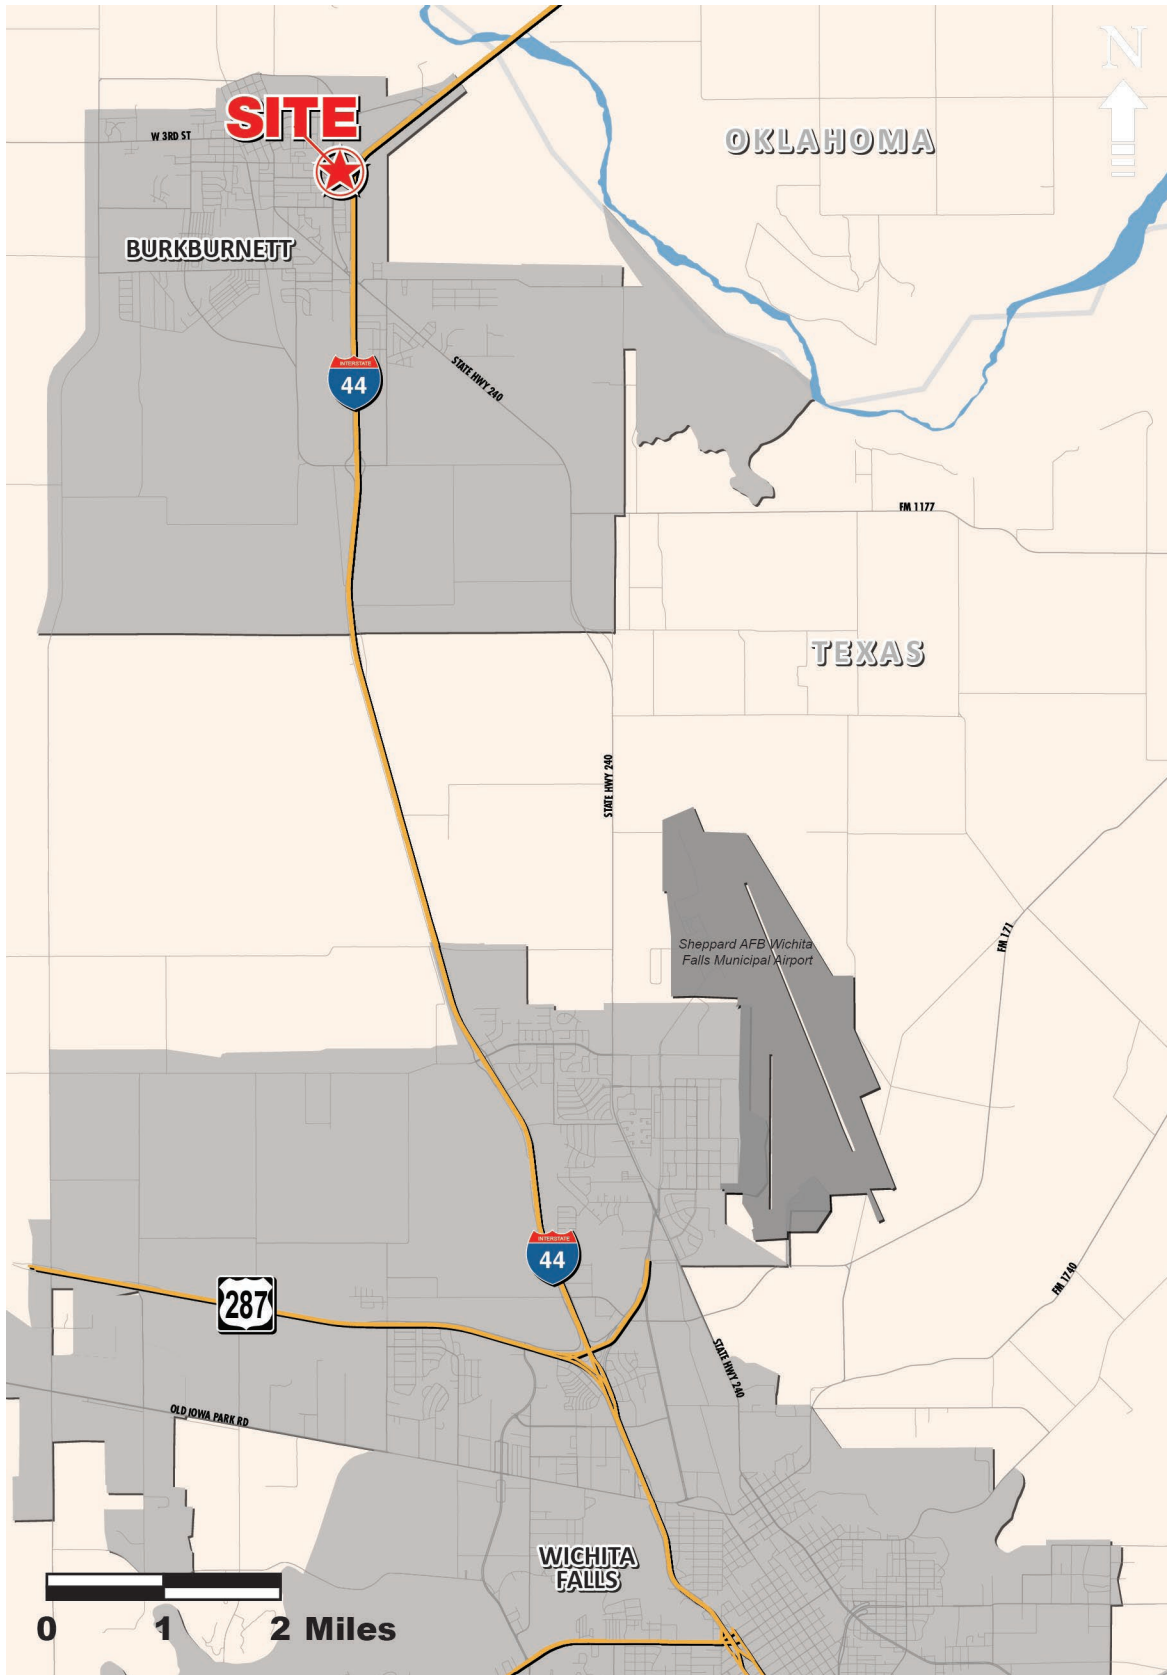 N
SITE
W 3RD ST
OKLAHOMA
BURKBURNETT
INTERSTATE
44
STATE HWY 240
FM 1177
TEXAS
STATE HWY 240
Sheppard AFB Wichita
Falls Municipal Airport
FM 171
INTERSTATE
44
FM 1740
287
STATE HWY 240
OLD IOWA PARK RD
WICHITA
FALLS
0 1 2 Miles